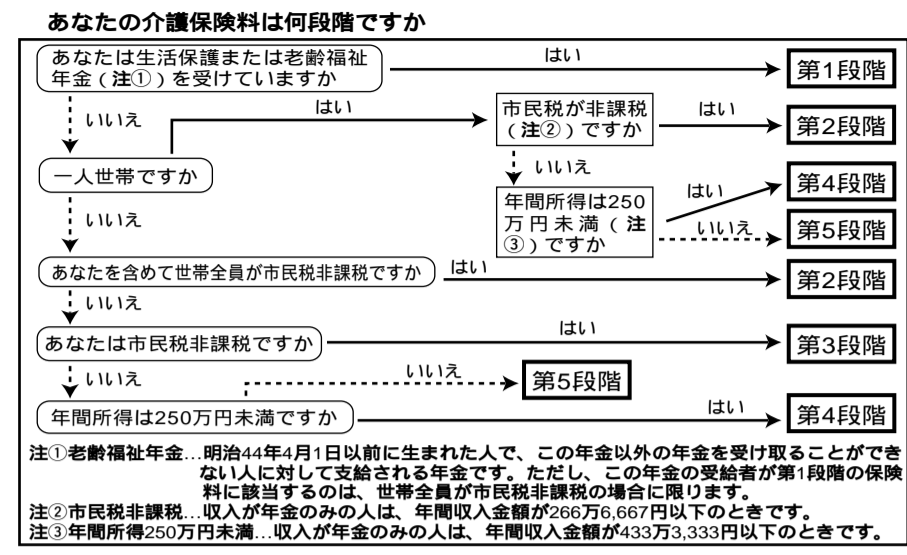 あなたの介護保険料は何段階ですか
あなたは生活保護または老齢福祉
年金（注①）を受けていますか
はい
第1段階
いいえ
はい
市民税が非課税
（注②）ですか
はい
第2段階
一人世帯ですか
いいえ
年間所得は250
万円未満（注
③）ですか
はい
第4段階
いいえ
第5段階
いいえ
あなたを含めて世帯全員が市民税非課税ですか
はい
第2段階
いいえ
あなたは市民税非課税ですか
はい
第3段階
いいえ
いいえ
第5段階
年間所得は250万円未満ですか
はい
第4段階
注①老齢福祉年金…明治44年4月1日以前に生まれた人で、この年金以外の年金を受け取ることができ
ない人に対して支給される年金です。ただし、この年金の受給者が第1段階の保険
料に該当するのは、世帯全員が市民税非課税の場合に限ります。
注②市民税非課税…収入が年金のみの人は、年間収入金額が266万6,667円以下のときです。
注③年間所得250万円未満…収入が年金のみの人は、年間収入金額が433万3,333円以下のときです。